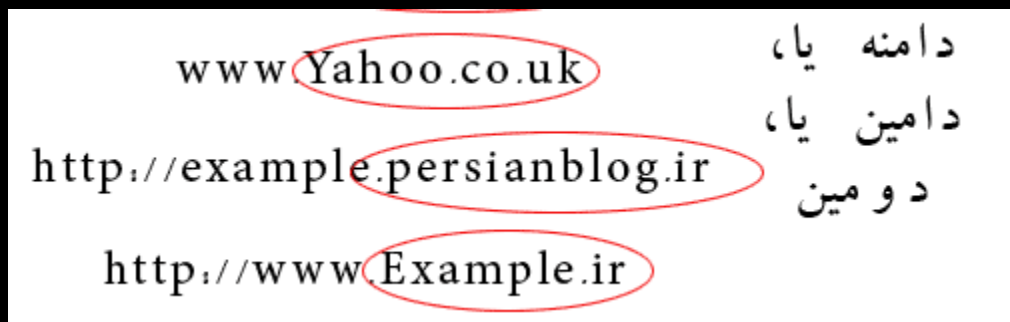 www.Yahoo.co.uk
http://example.persianblog.ir
http://www.Example.ir
دامنه یا،
دامین یا،
دومین